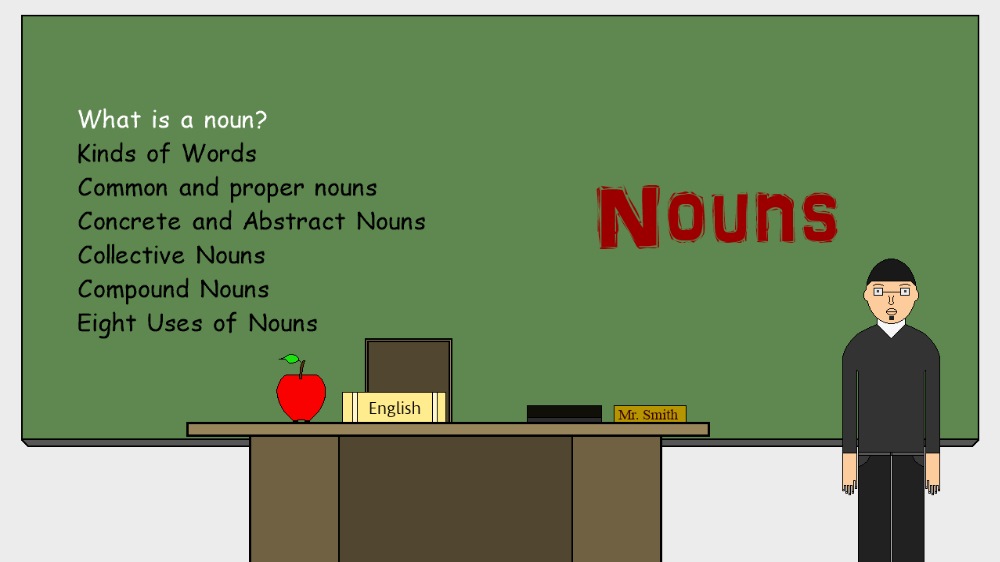 What is a noun?
Kinds of Words
Common and proper nouns
Concrete and Abstract Nouns
Collective Nouns
Compound Nouns
Eight Uses of Nouns
Nouns
English
Mr. Smith